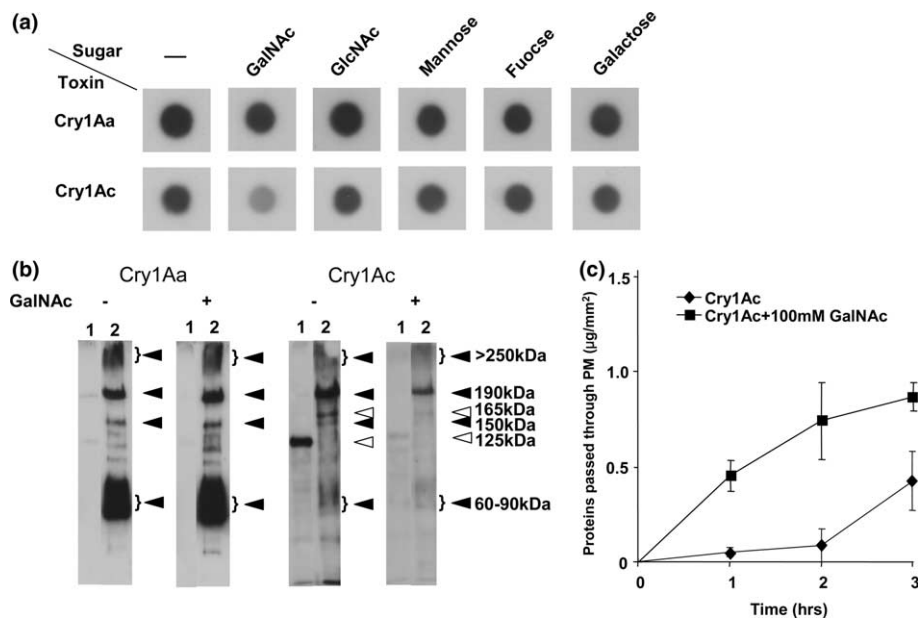 (a)
Sugar
Toxin
— GalNAc GlcNAc Mannose Fuocse Galactose
Cry1Aa
Cry1Ac
(b)
Cry1Aa Cry1Ac
GalNAc - + - +
1 2 1 2 1 2 1 2
>250kDa
190kDa
165kDa
150kDa
125kDa
60-90kDa
(c)
Proteins passed through PM (µg/mm²)
1.5
1.0
0.5
0
Cry1Ac
Cry1Ac+100mM GalNAc
0 1 2 3
Time (hrs)